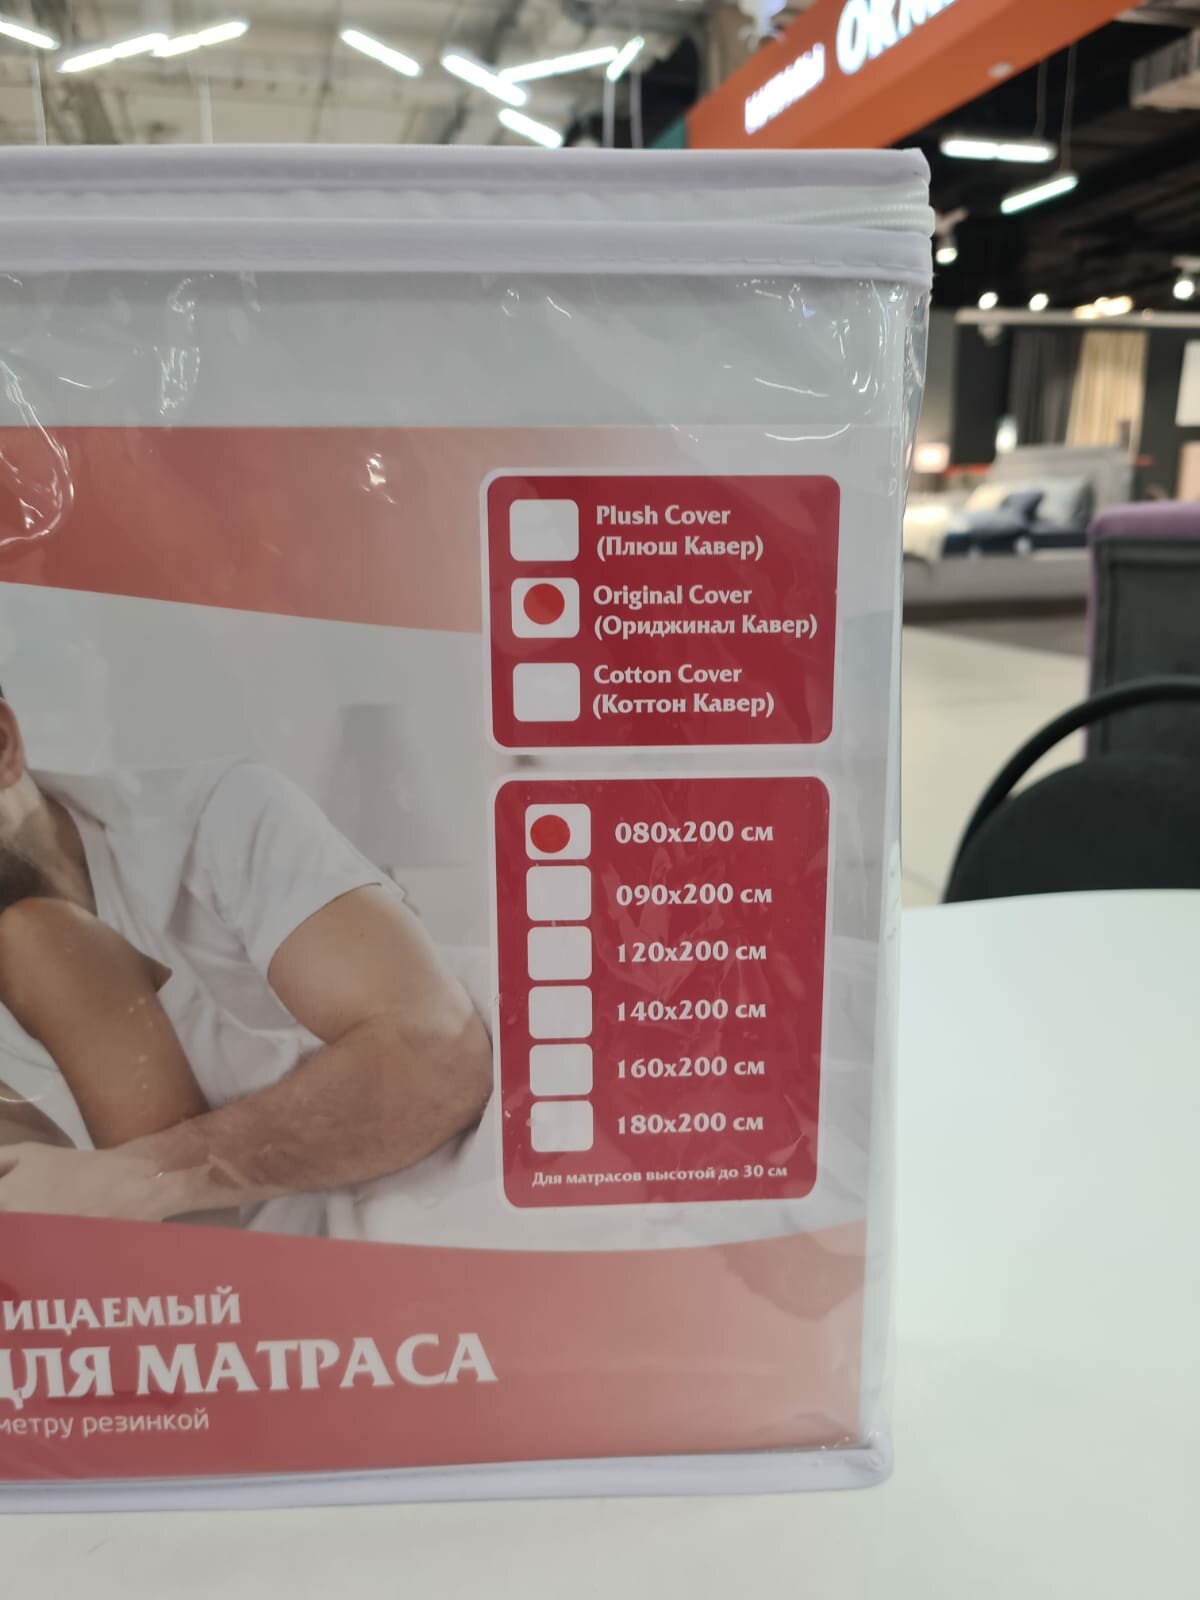 Plush Cover
(Плюш Кавер)
Original Cover
(Ориджинал Кавер)
Cotton Cover
(Коттон Кавер)
080x200 см
090x200 см
120x200 см
140x200 см
160x200 см
180x200 см
Для матрасов высотой до 30 см
ИЦАЕМЫЙ
ДЛЯ МАТРАСА
метру резинкой